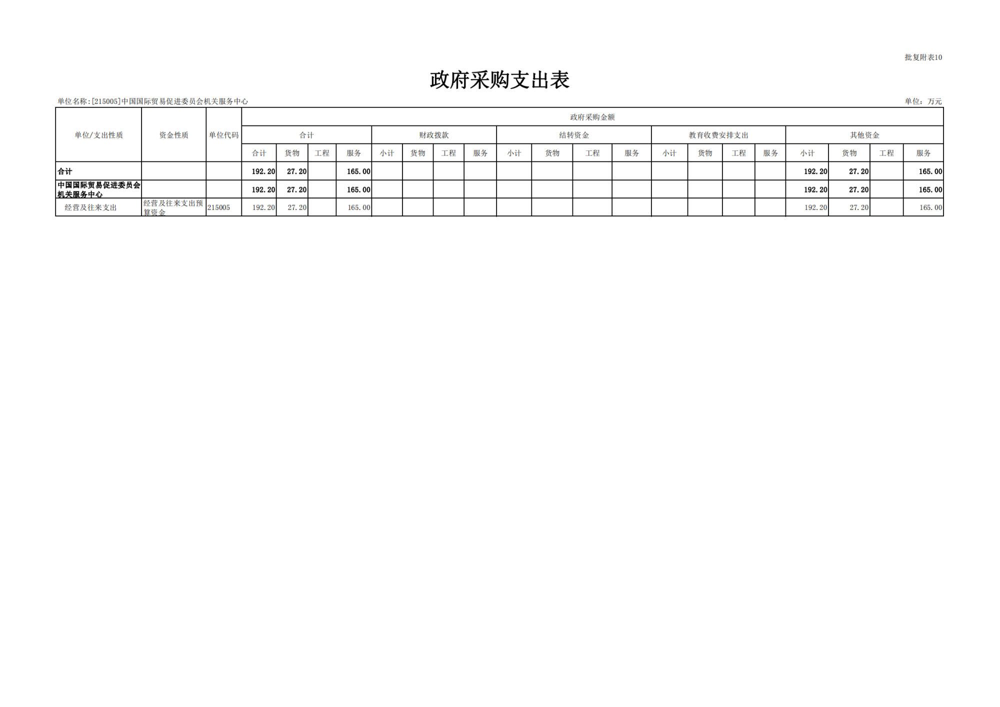 批复附表10
政府采购支出表
单位名称:[215005]中国国际贸易促进委员会机关服务中心 单位：万元
单位/支出性质 资金性质 单位代码 政府采购金额
合计 财政拨款 结转资金 教育收费安排支出 其他资金
合计 货物 工程 服务 小计 货物 工程 服务 小计 货物 工程 服务 小计 货物 工程 服务 小计 货物 工程 服务
合计 192.20 27.20 165.00 192.20 27.20 165.00
中国国际贸易促进委员会
机关服务中心 192.20 27.20 165.00 192.20 27.20 165.00
经营及往来支出 经营及往来支出预
算资金 215005 192.20 27.20 165.00 192.20 27.20 165.00